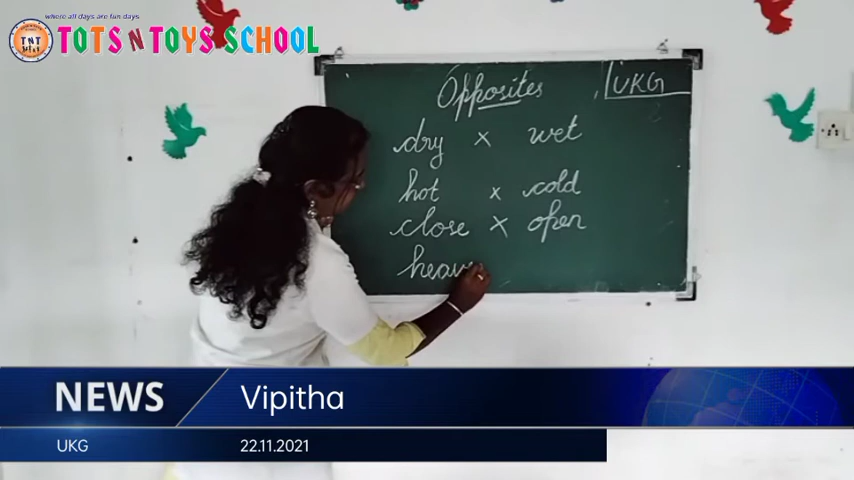 where all days are fun days
TNT
TOTS N TOYS SCHOOL
Opposites
UKG
dry × wet
hot × cold
close × open
heav
NEWS
Vipitha
UKG
22.11.2021